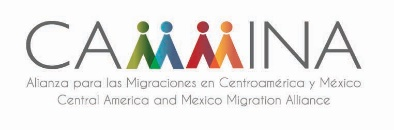 CAMMINA
Alianza para las Migraciones en Centroamérica y México
Central America and Mexico Migration Alliance